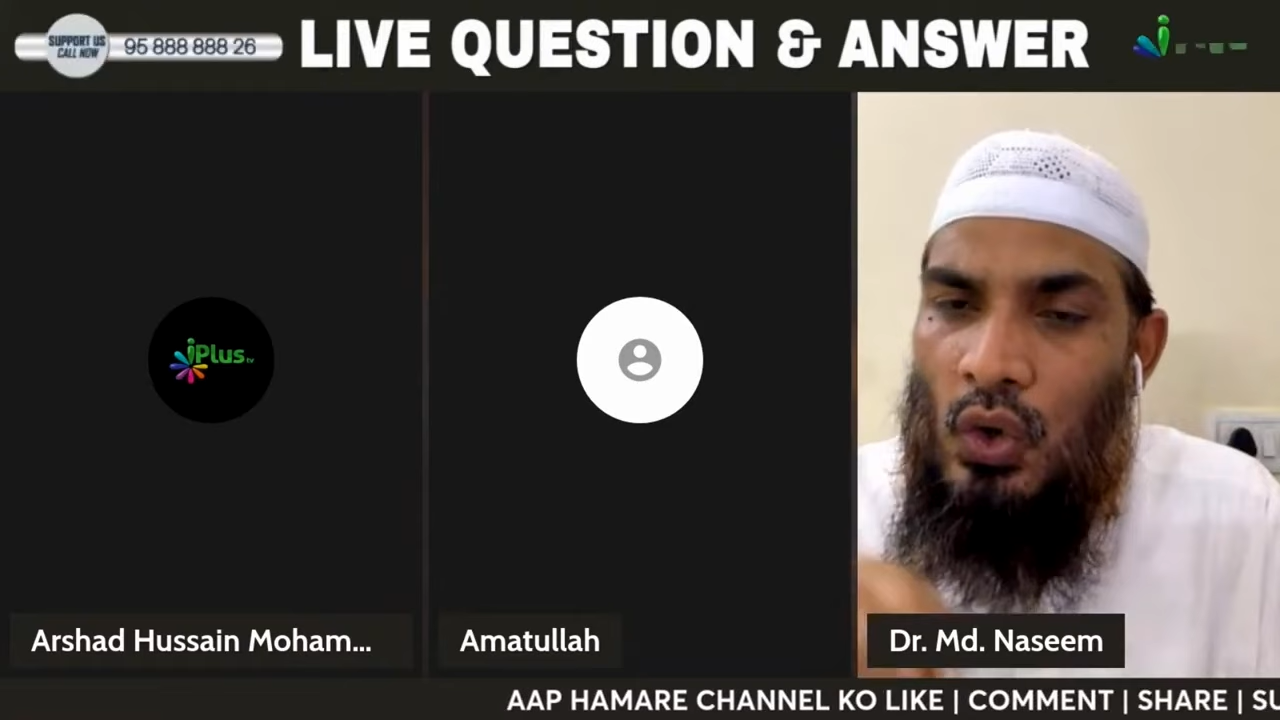 SUPPORT US
CALL NOW
95 888 888 26
LIVE QUESTION & ANSWER
iPlus tv
Arshad Hussain Moham...
Amatullah
Dr. Md. Naseem
AAP HAMARE CHANNEL KO LIKE | COMMENT | SHARE | SU